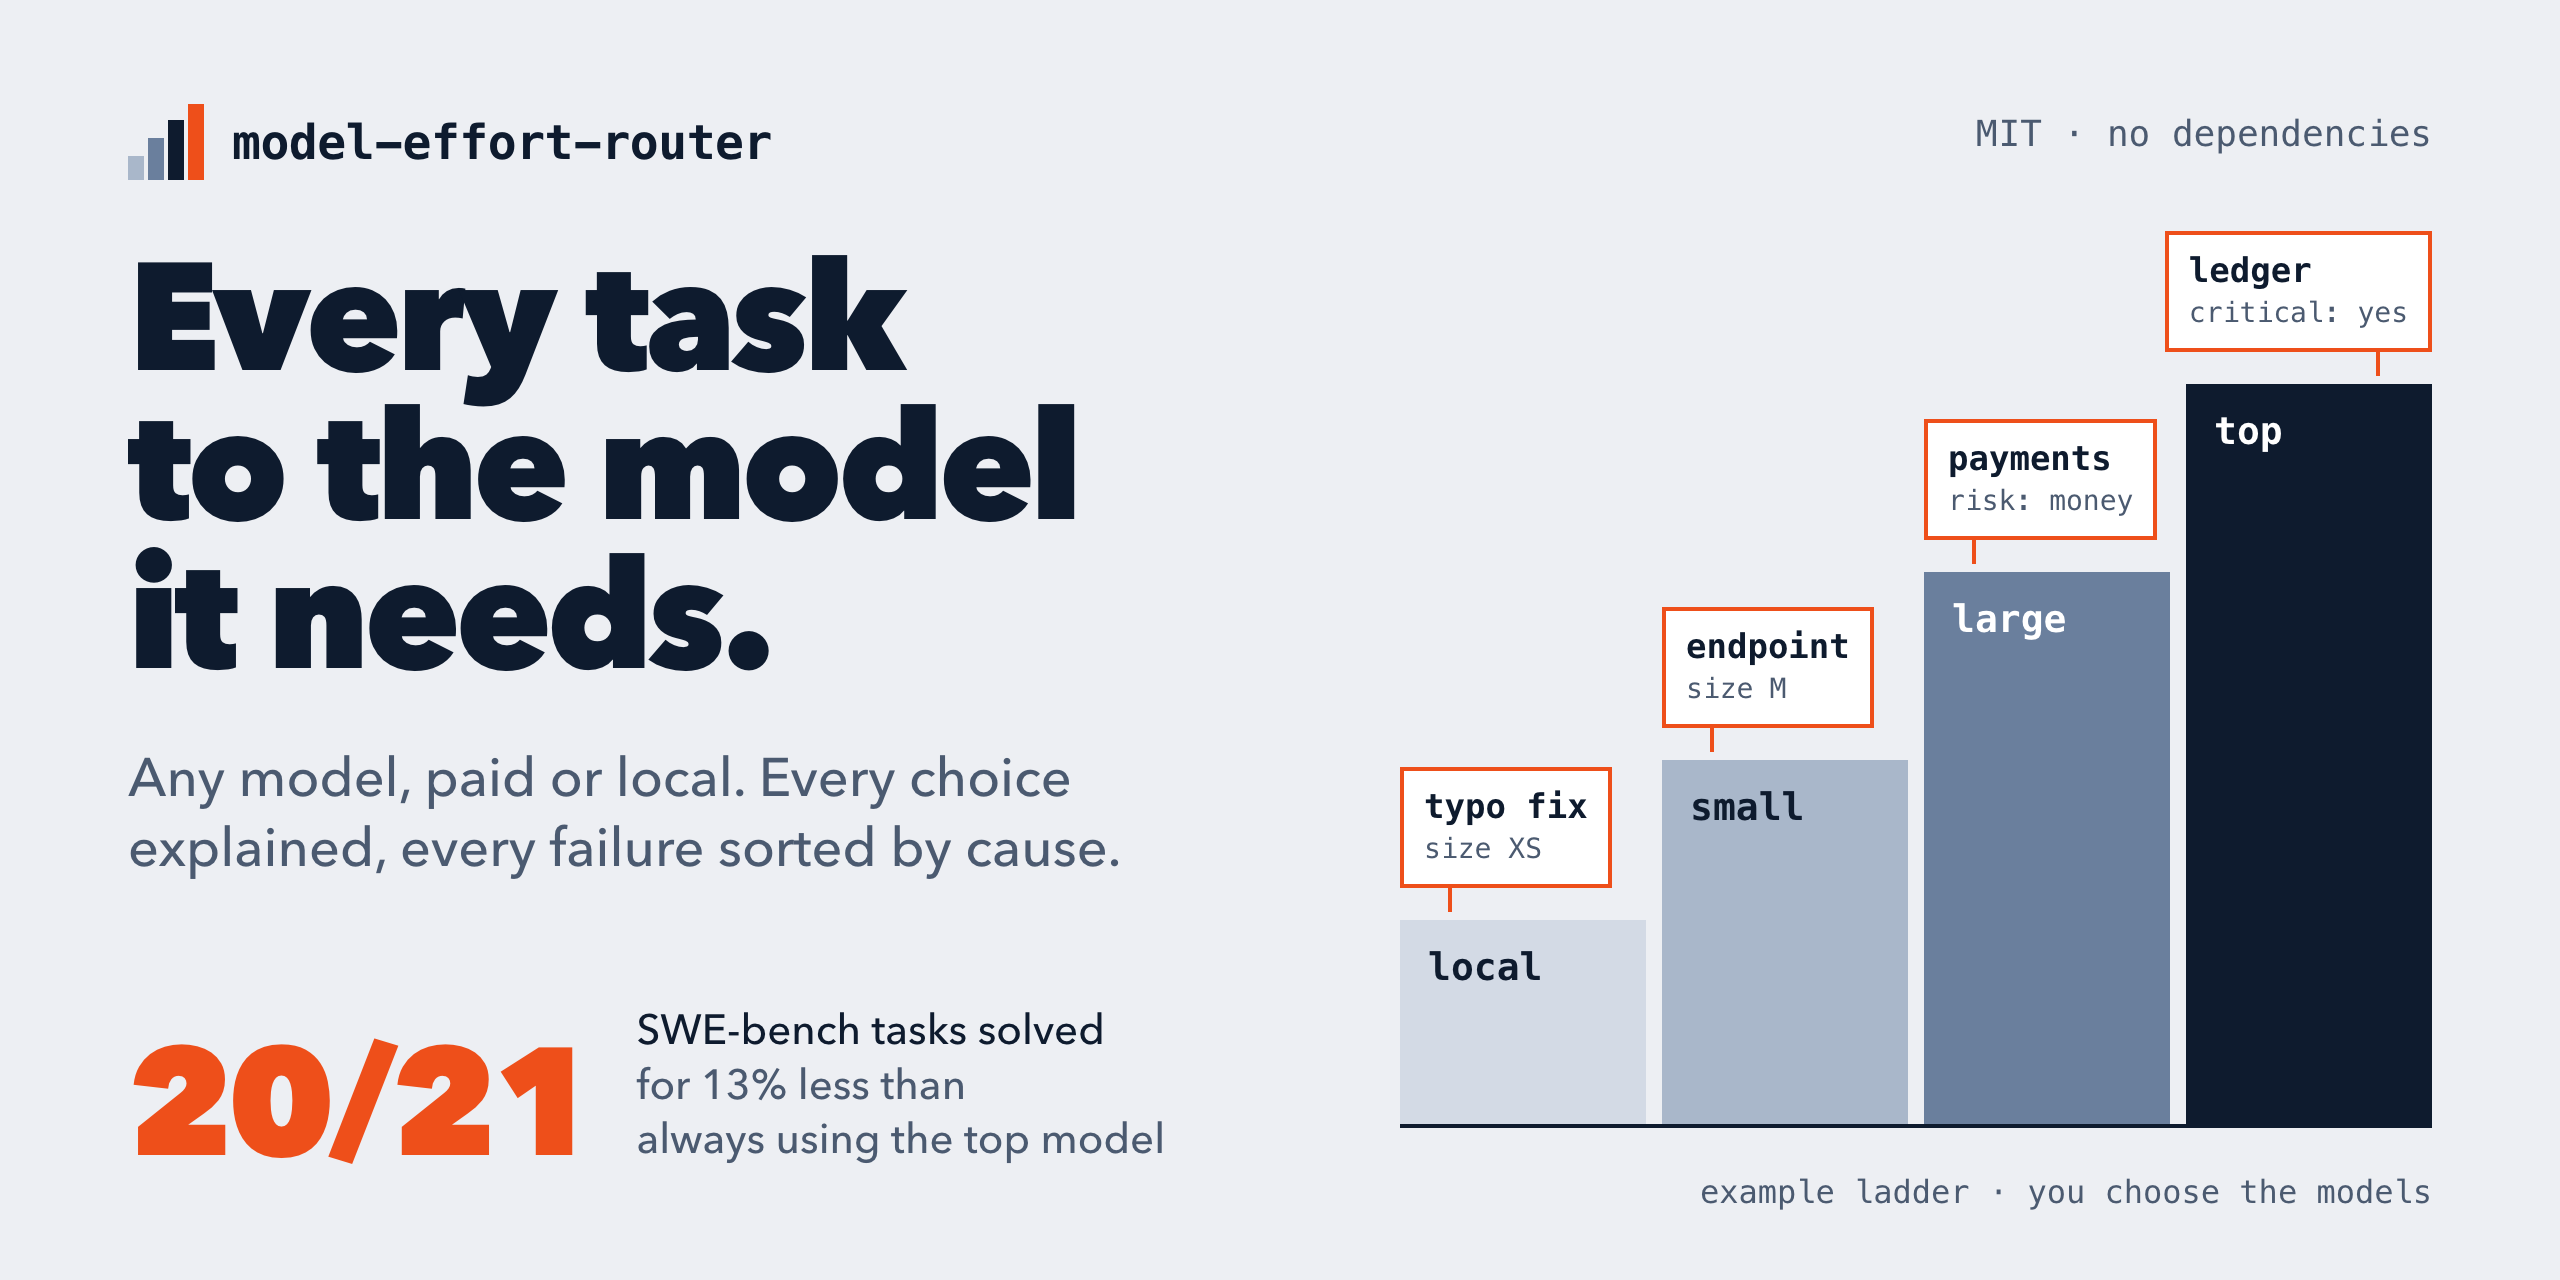 model-effort-router
MIT · no dependencies
Every task
to the model
it needs.
Any model, paid or local. Every choice
explained, every failure sorted by cause.
20/21
SWE-bench tasks solved
for 13% less than
always using the top model
typo fix
size XS
local
endpoint
size M
small
payments
risk: money
large
ledger
critical: yes
top
example ladder · you choose the models